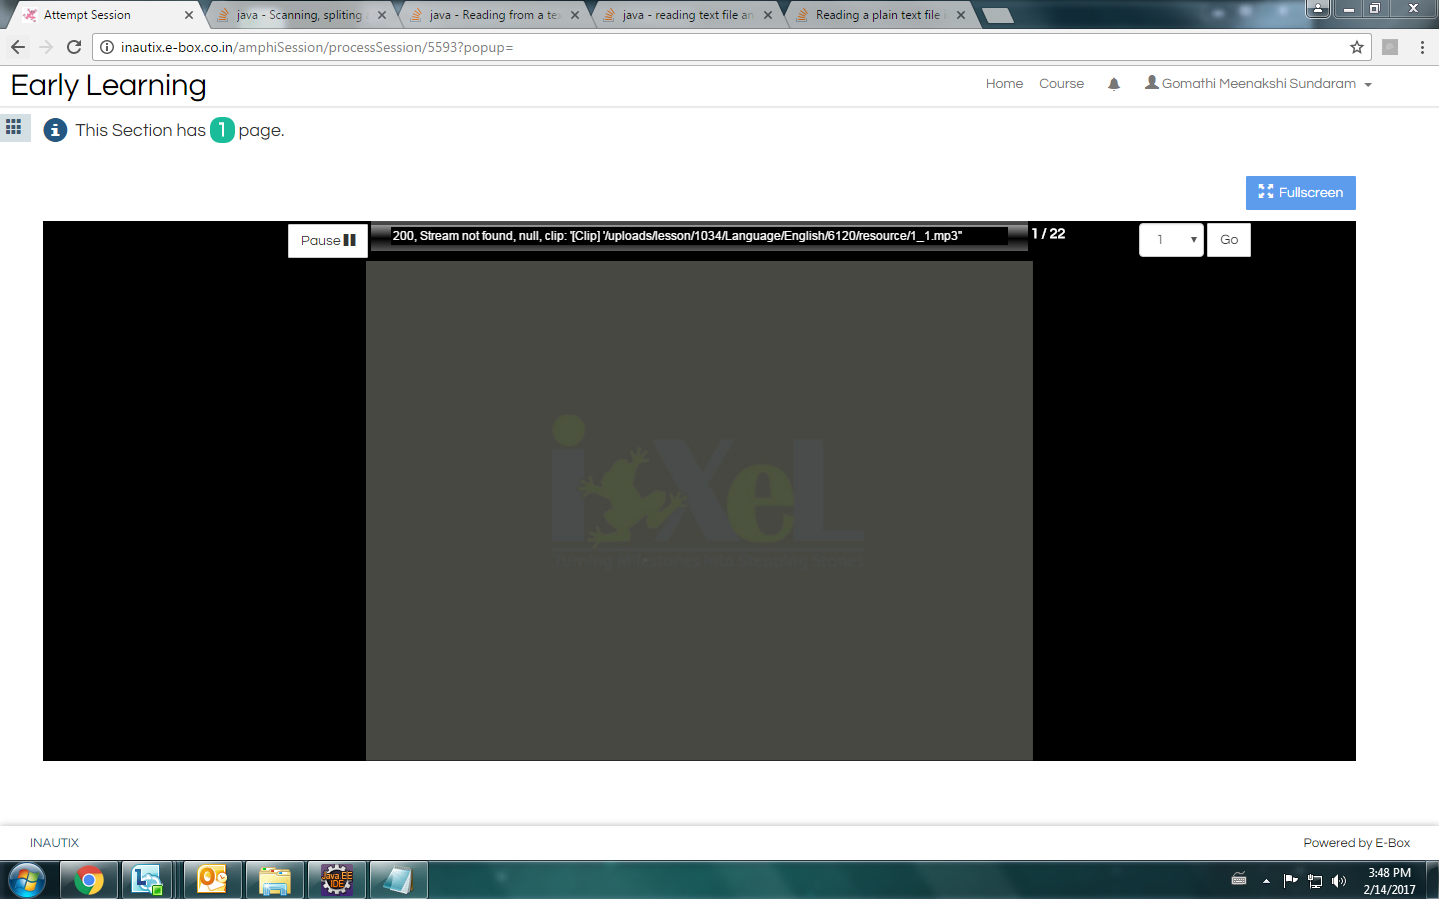 Attempt Session
java - Scanning, spliting
java - Reading from a te
java - reading text file an
Reading a plain text file
inautix.e-box.co.in/amphiSession/processSession/5593?popup=
Early Learning
Home Course Gomathi Meenakshi Sundaram
This Section has 1 page.
Fullscreen
Pause
200, Stream not found, null, clip: '[Clip] '/uploads/lesson/1034/Language/English/6120/resource/1_1.mp3''
1 / 22
1
Go
iXeL
INAUTIX
Powered by E-Box
Java EE
IDE
3:48 PM
2/14/2017